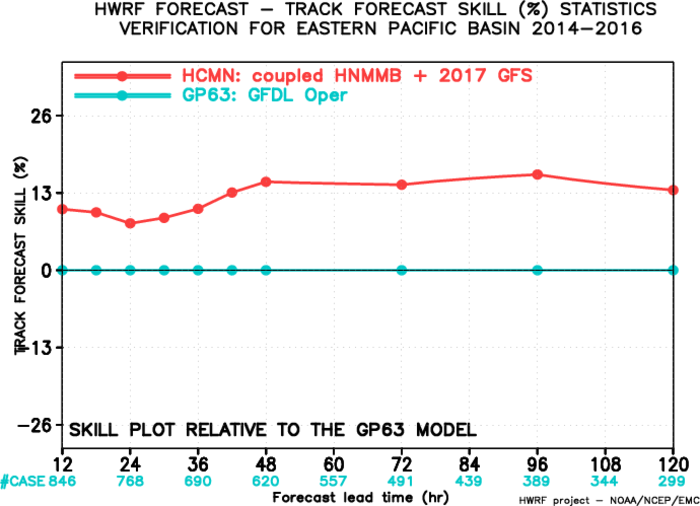 HWRF FORECAST – TRACK FORECAST SKILL (%) STATISTICS
VERIFICATION FOR EASTERN PACIFIC BASIN 2014–2016
HCMN: coupled HNMMB + 2017 GFS
GP63: GFDL Oper
TRACK FORECAST SKILL (%)
26
13
0
–13
–26
SKILL PLOT RELATIVE TO THE GP63 MODEL
12 24 36 48 60 72 84 96 108 120
#CASE 846 768 690 620 557 491 439 389 344 299
Forecast lead time (hr)
HWRF project – NOAA/NCEP/EMC